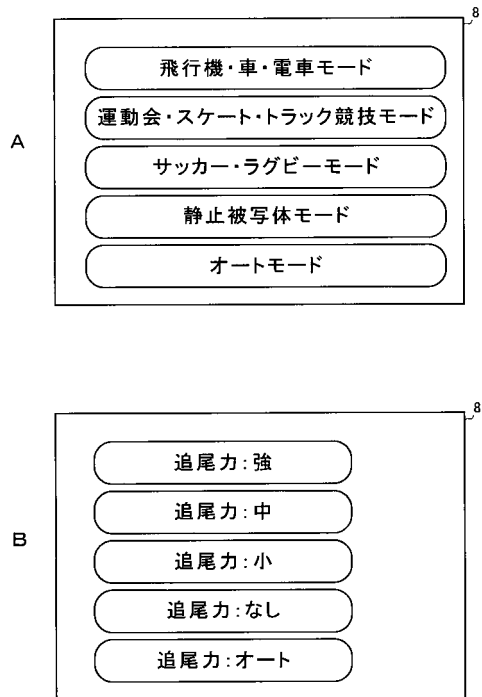 8
A
飛行機・車・電車モード
運動会・スケート・トラック競技モード
サッカー・ラグビーモード
静止被写体モード
オートモード
8
B
追尾力:強
追尾力:中
追尾力:小
追尾力:なし
追尾力:オート